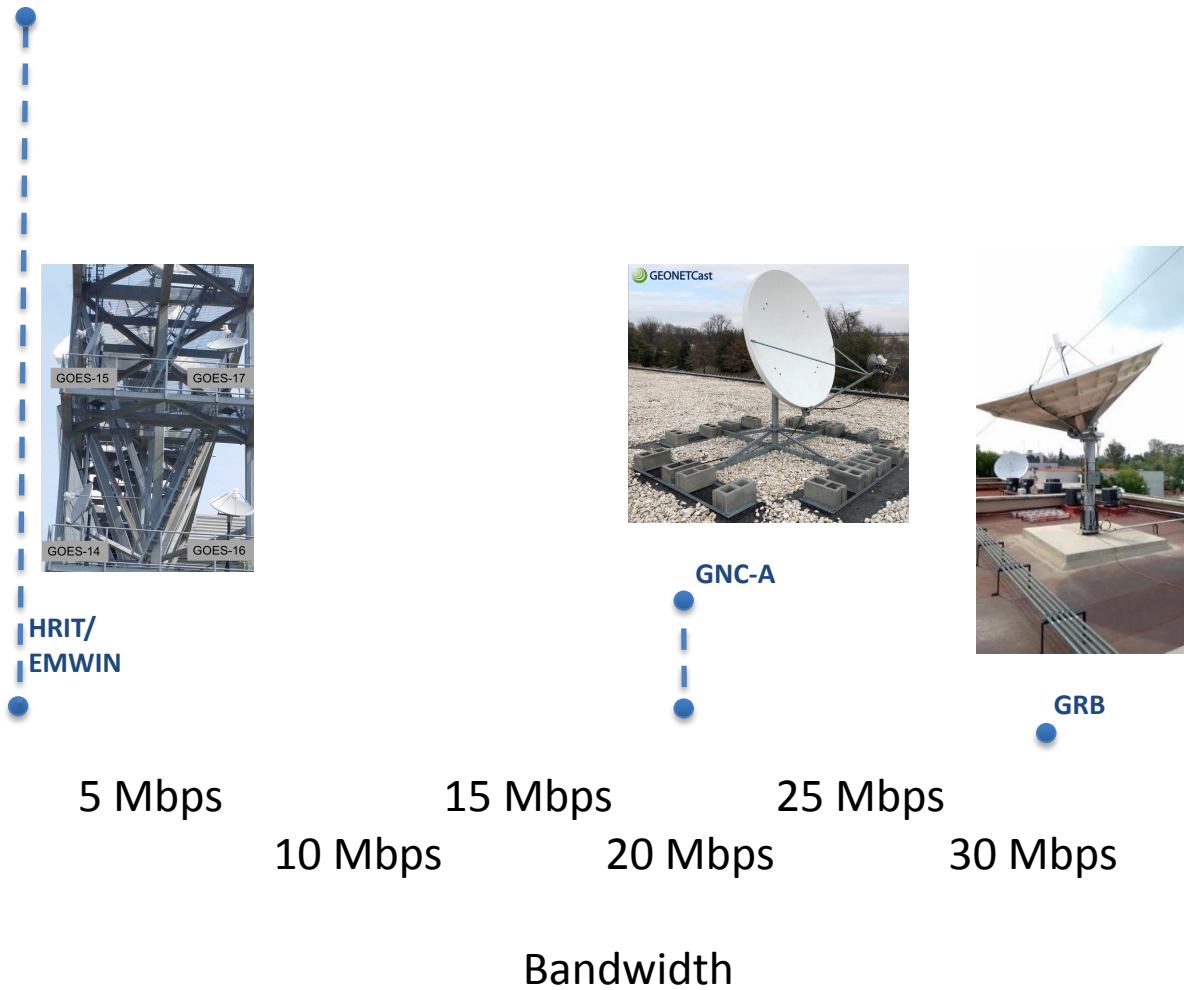 GEONETCast
GOES-15
GOES-17
GOES-14
GOES-16
GNC-A
HRIT/
EMWIN
GRB
5 Mbps
15 Mbps
25 Mbps
10 Mbps
20 Mbps
30 Mbps
Bandwidth